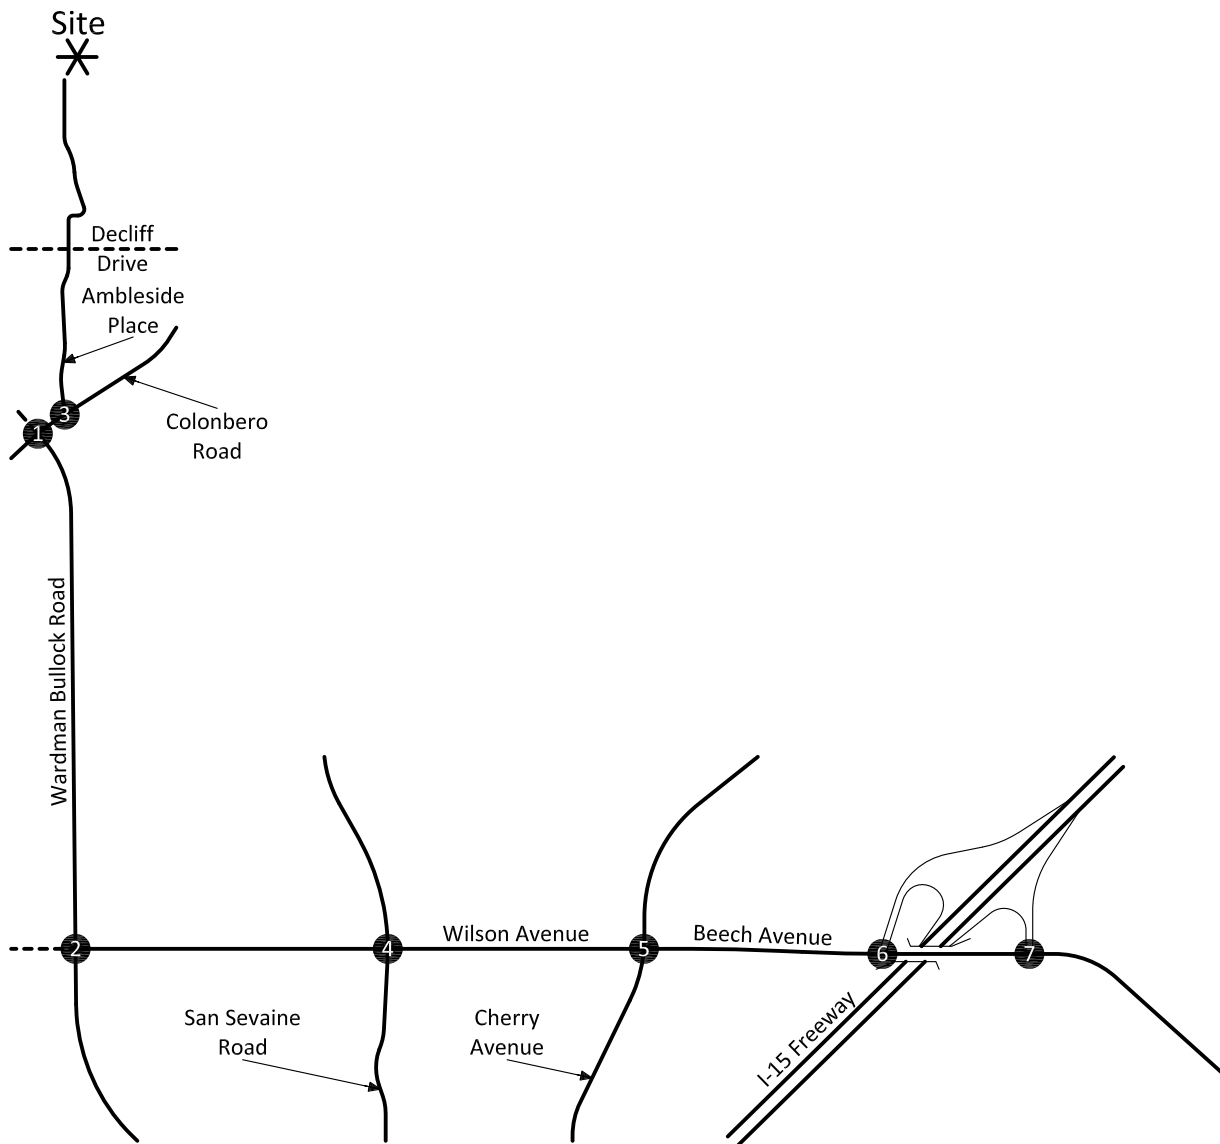 Site
Decliff
Drive
Ambleside
Place
3
1
Colonbero
Road
Wardman Bullock Road
2
4
Wilson Avenue
5
Beech Avenue
6
7
San Sevaine
Road
Cherry
Avenue
I-15 Freeway